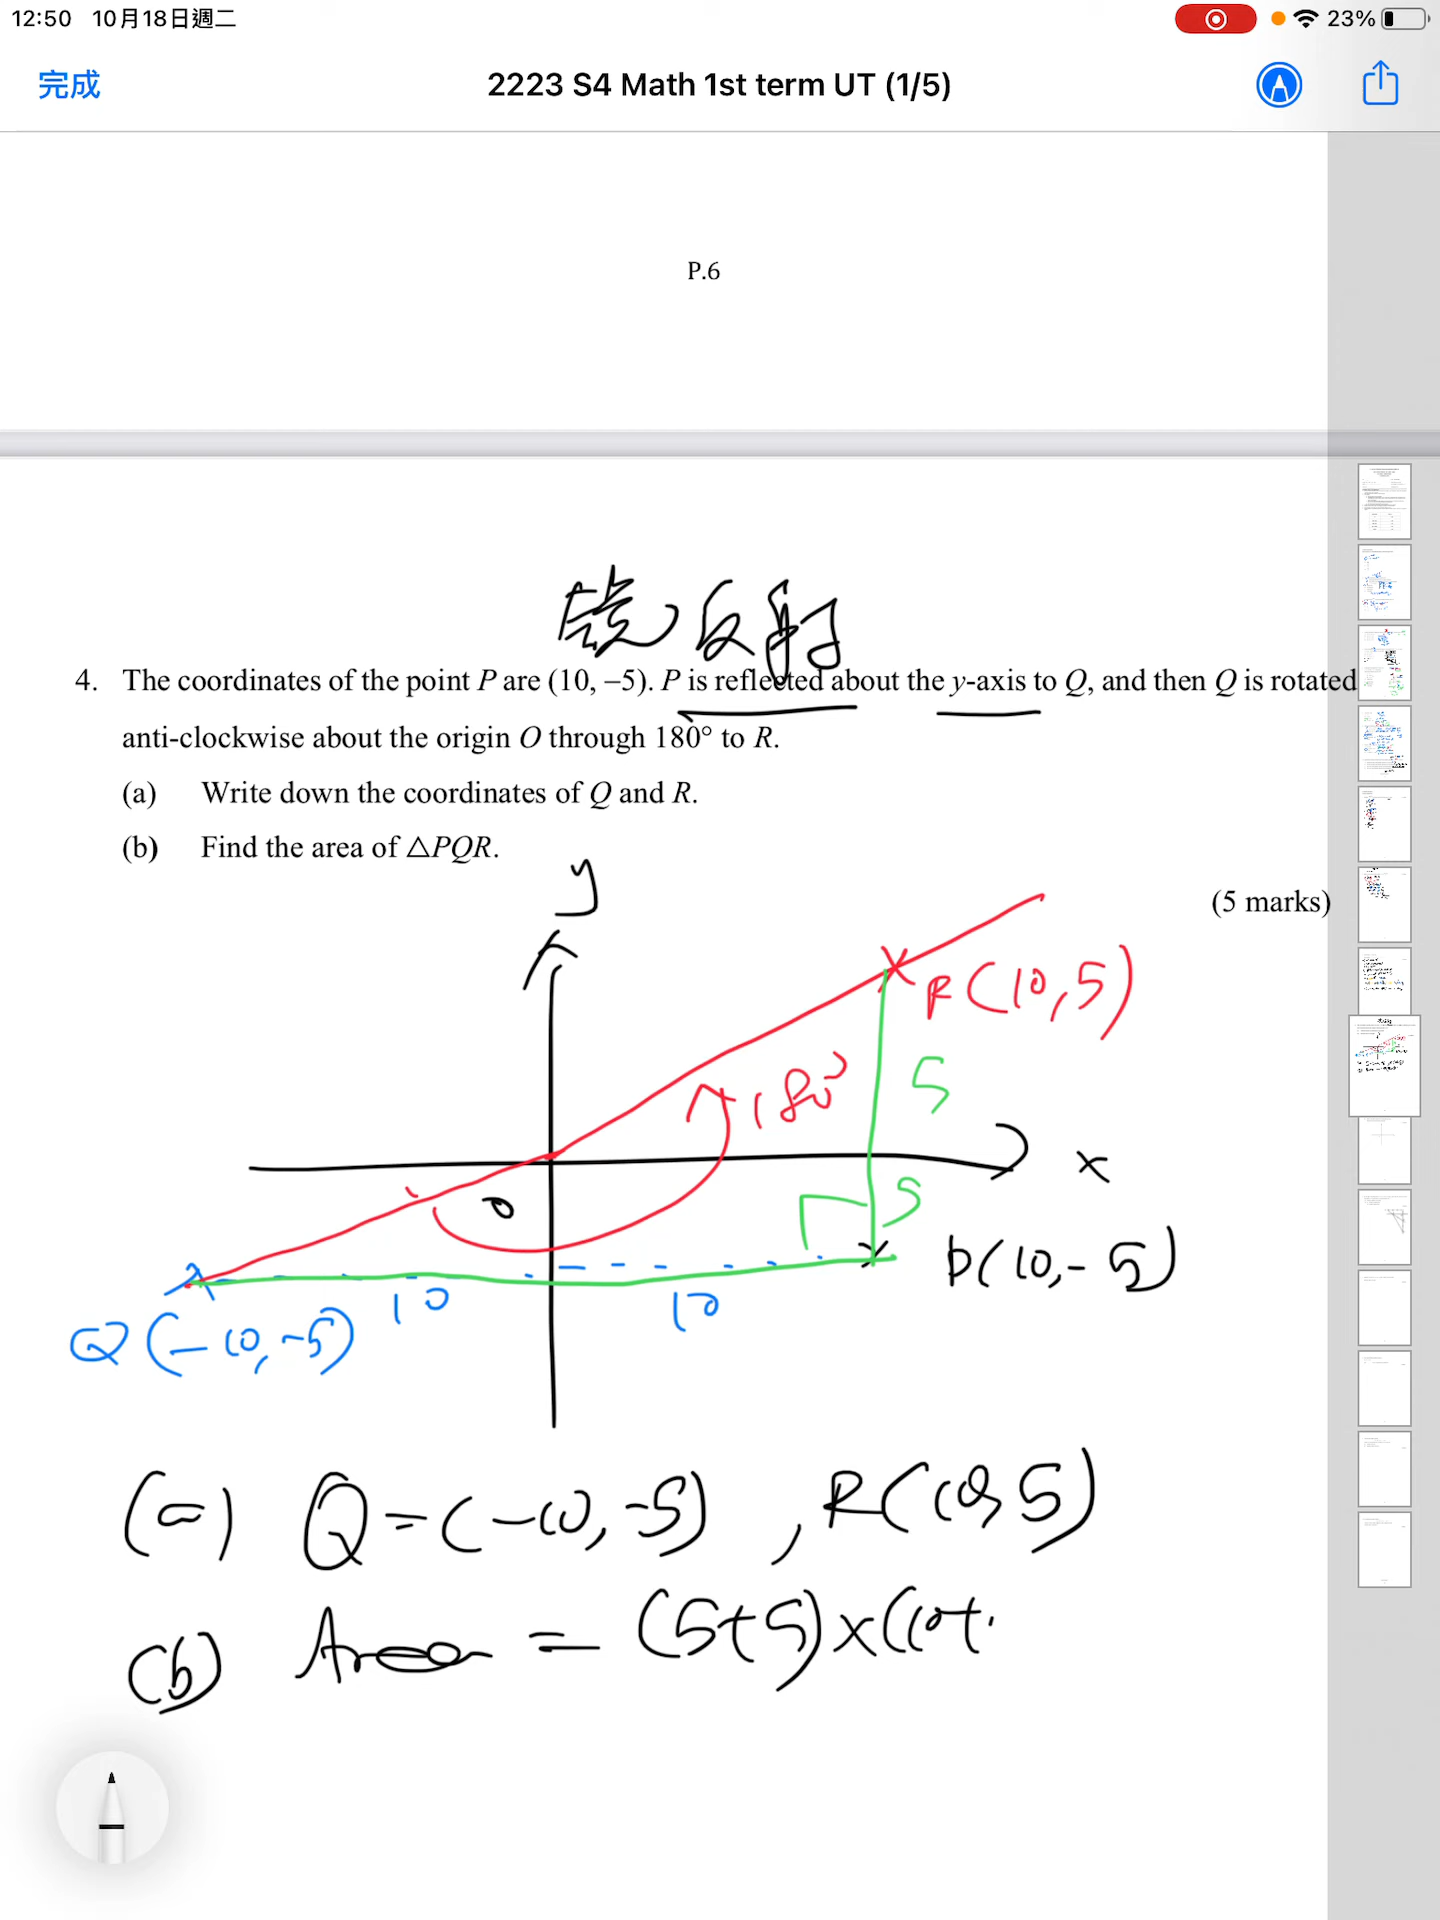 12:50 10月18日週二 23%
完成 2223 S4 Math 1st term UT (1/5)
P.6
鏡反射
4. The coordinates of the point P are (10, –5). P is reflected about the y-axis to Q, and then Q is rotated
anti-clockwise about the origin O through 180° to R.
(a) Write down the coordinates of Q and R.
(b) Find the area of △PQR.
(5 marks)
y
R(10,5)
180°
5
x
0
5
P(10,-5)
10
10
Q(-10,-5)
(a) Q=(-10,-5) , R(10,5)
(b) Area = (5+5)×(10+